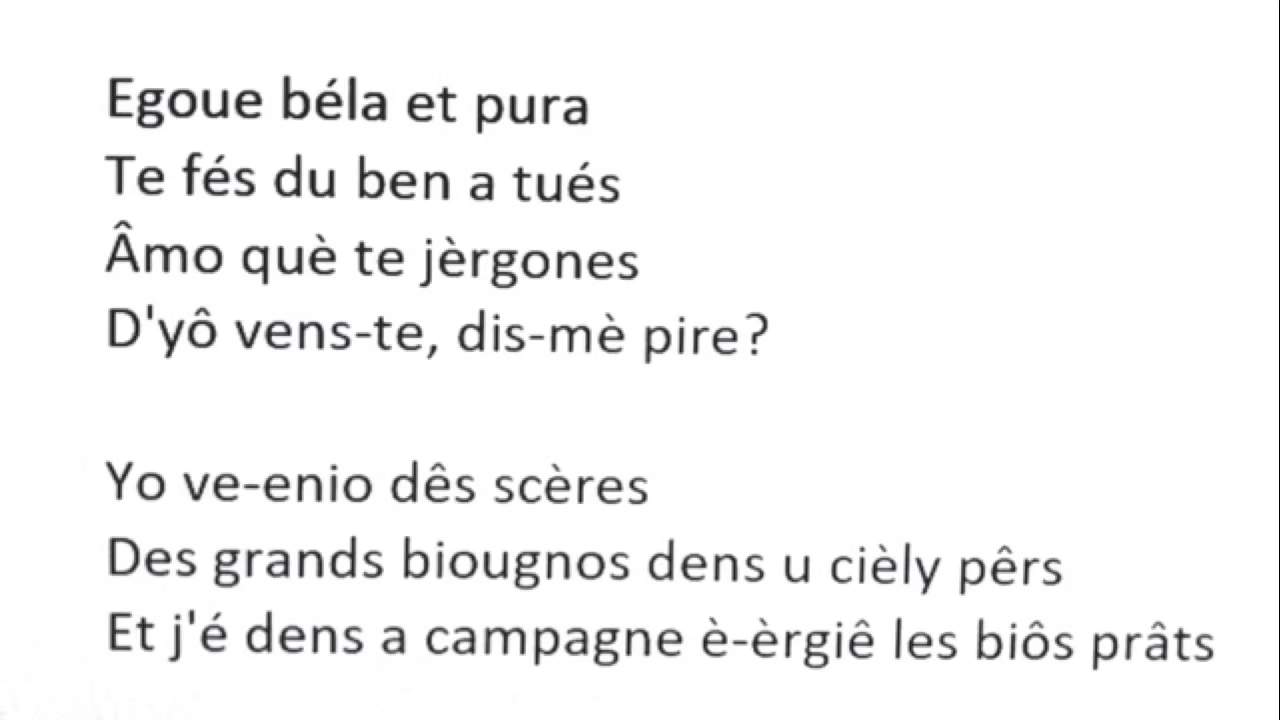 Egoue béla et pura
Te fés du ben a tués
Âmo què te jèrgones
D'yô vens-te, dis-mè pire?
Yo ve-enio dês scères
Des grands biougnos dens u cièly pêrs
Et j'é dens a campagne è-èrgiê les biôs prâts